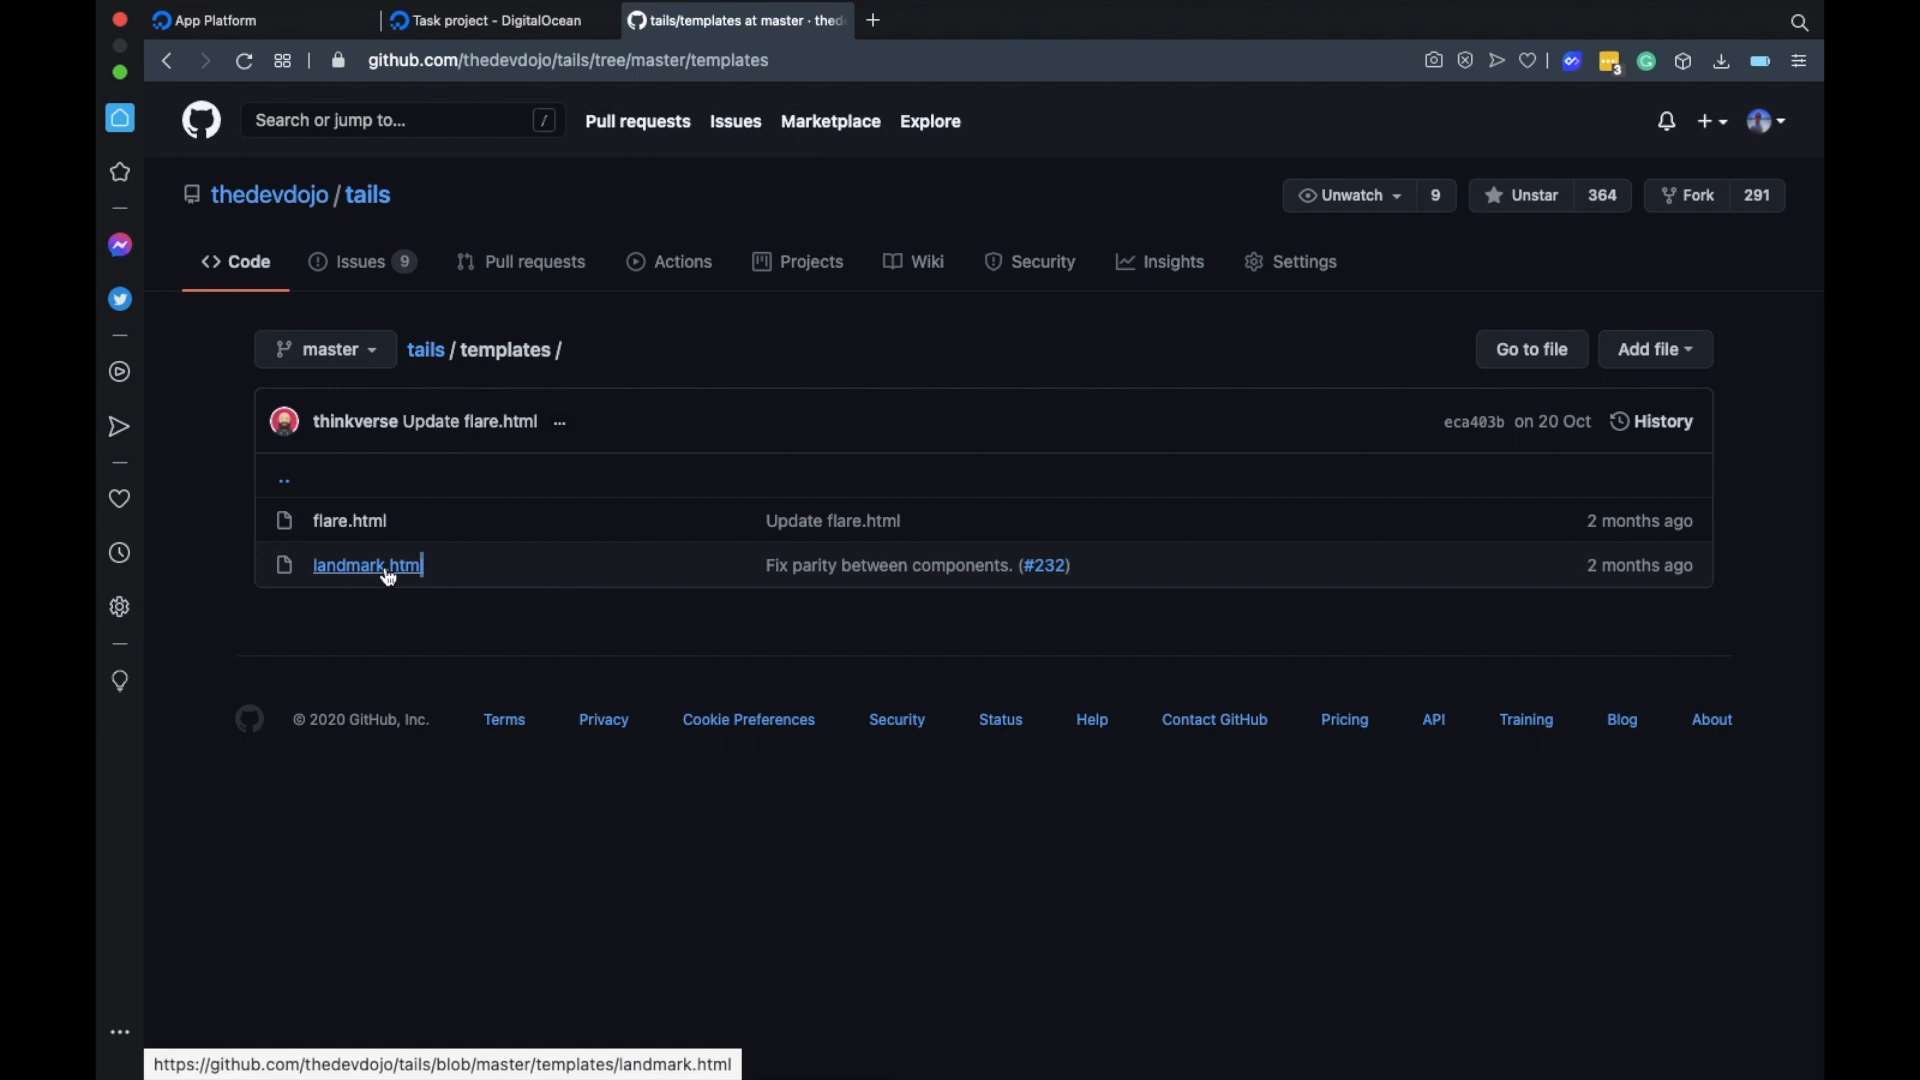 App Platform
Task project - DigitalOcean
tails/templates at master · thed
github.com/thedevdojo/tails/tree/master/templates
3
Search or jump to...
/
Pull requests
Issues
Marketplace
Explore
thedevdojo / tails
Unwatch
9
Unstar
364
Fork
291
Code
Issues 9
Pull requests
Actions
Projects
Wiki
Security
Insights
Settings
master
tails / templates /
Go to file
Add file
thinkverse Update flare.html ...
eca403b on 20 Oct
History
..
flare.html
Update flare.html
2 months ago
landmark.html
Fix parity between components. (#232)
2 months ago
© 2020 GitHub, Inc.
Terms
Privacy
Cookie Preferences
Security
Status
Help
Contact GitHub
Pricing
API
Training
Blog
About
https://github.com/thedevdojo/tails/blob/master/templates/landmark.html